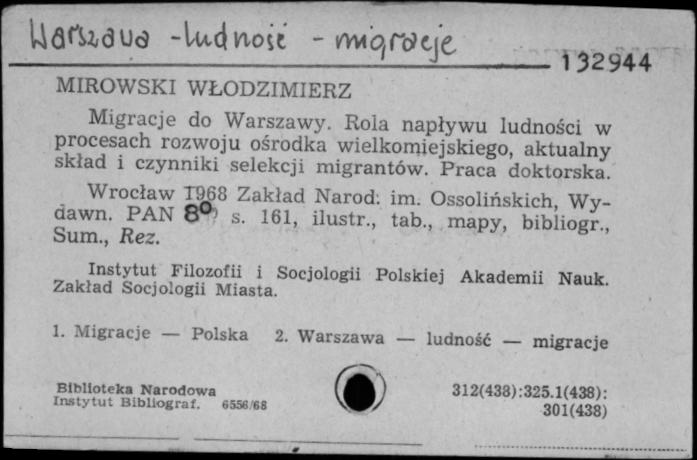 Warszawa - ludność - migracje
132944
MIROWSKI WŁODZIMIERZ
Migracje do Warszawy. Rola napływu ludności w
procesach rozwoju ośrodka wielkomiejskiego, aktualny
skład i czynniki selekcji migrantów. Praca doktorska.
Wrocław 1968 Zakład Narod: im. Ossolińskich, Wy-
dawn. PAN 8º s. 161, ilustr., tab., mapy, bibliogr.,
Sum., Rez.
Instytut Filozofii i Socjologii Polskiej Akademii Nauk.
Zakład Socjologii Miasta.
1. Migracje — Polska 2. Warszawa — ludność — migracje
Biblioteka Narodowa
Instytut Bibliograf. 6556/68
312(438):325.1(438):
301(438)